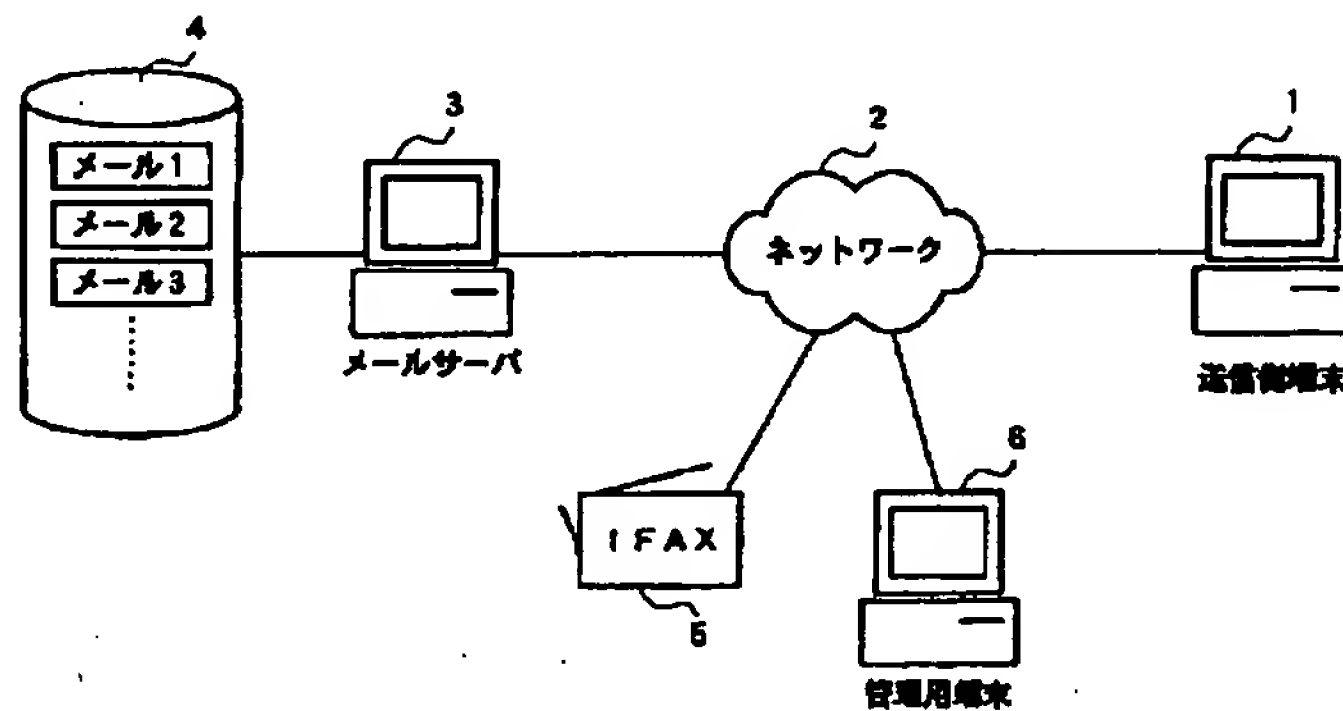 4
3
2
1
メール1
メール2
メール3
ネットワーク
メールサーバ
送信側端末
6
IFAX
5
管理用端末